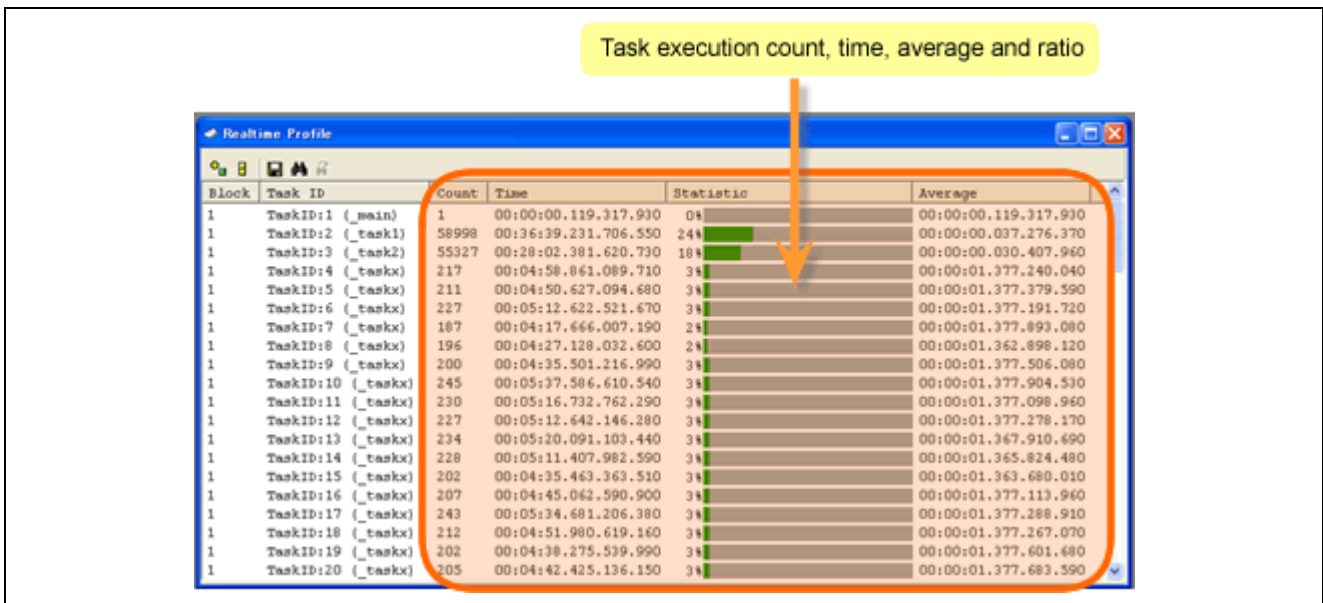 Task execution count, time, average and ratio
Realtime Profile
Block Task ID Count Time Statistic Average
1 TaskID:1 (_main) 1 00:00:00.119.317.930 0% 00:00:00.119.317.930
1 TaskID:2 (_task1) 58998 00:36:39.231.706.550 24% 00:00:00.037.276.370
1 TaskID:3 (_task2) 55327 00:28:02.381.620.730 18% 00:00:00.030.407.960
1 TaskID:4 (_taskx) 217 00:04:58.861.089.710 3% 00:00:01.377.240.040
1 TaskID:5 (_taskx) 211 00:04:50.627.094.680 3% 00:00:01.377.379.590
1 TaskID:6 (_taskx) 227 00:05:12.622.521.670 3% 00:00:01.377.191.720
1 TaskID:7 (_taskx) 187 00:04:17.666.007.190 2% 00:00:01.377.893.080
1 TaskID:8 (_taskx) 196 00:04:27.128.032.600 2% 00:00:01.362.898.120
1 TaskID:9 (_taskx) 200 00:04:35.501.216.990 3% 00:00:01.377.506.080
1 TaskID:10 (_taskx) 245 00:05:37.586.610.540 3% 00:00:01.377.904.530
1 TaskID:11 (_taskx) 230 00:05:16.732.762.290 3% 00:00:01.377.098.960
1 TaskID:12 (_taskx) 227 00:05:12.642.146.280 3% 00:00:01.377.278.170
1 TaskID:13 (_taskx) 234 00:05:20.091.103.440 3% 00:00:01.367.910.690
1 TaskID:14 (_taskx) 228 00:05:11.407.982.590 3% 00:00:01.365.824.480
1 TaskID:15 (_taskx) 202 00:04:35.463.363.510 3% 00:00:01.363.680.010
1 TaskID:16 (_taskx) 207 00:04:45.062.590.900 3% 00:00:01.377.113.960
1 TaskID:17 (_taskx) 243 00:05:34.681.206.380 3% 00:00:01.377.288.910
1 TaskID:18 (_taskx) 212 00:04:51.980.619.160 3% 00:00:01.377.267.070
1 TaskID:19 (_taskx) 202 00:04:38.275.539.990 3% 00:00:01.377.601.680
1 TaskID:20 (_taskx) 205 00:04:42.425.136.150 3% 00:00:01.377.683.590